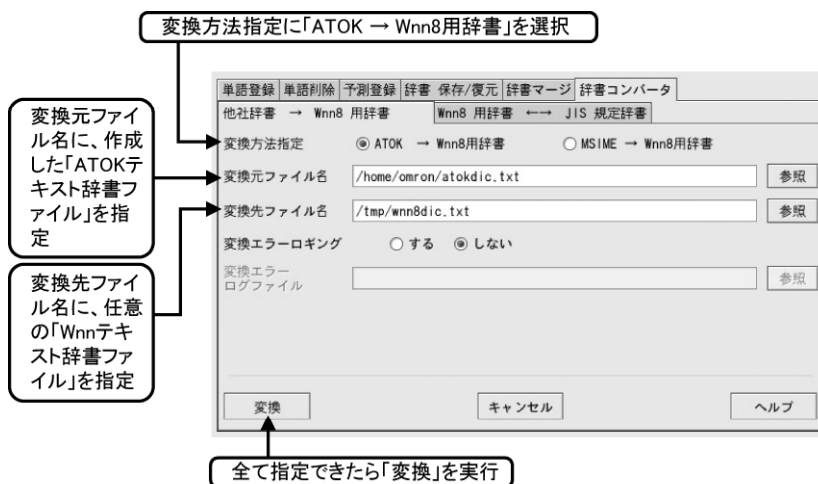 変換方法指定に「ATOK → Wnn8用辞書」を選択
単語登録 単語削除 予測登録 辞書 保存/復元 辞書マージ 辞書コンバータ
他社辞書 → Wnn8 用辞書 Wnn8 用辞書 ←→ JIS 規定辞書
変換方法指定 ATOK → Wnn8用辞書 MSIME → Wnn8用辞書
変換元ファイル名 /home/omron/atokdic.txt 参照
変換先ファイル名 /tmp/wnn8dic.txt 参照
変換エラーロギング する しない
変換エラー
ログファイル 参照
変換 キャンセル ヘルプ
変換元ファイ
ル名に、作成
した「ATOKテ
キスト辞書フ
ァイル」を指
定
変換先ファイ
ル名に、任意
の「Wnnテキ
スト辞書ファ
イル」を指定
全て指定できたら「変換」を実行